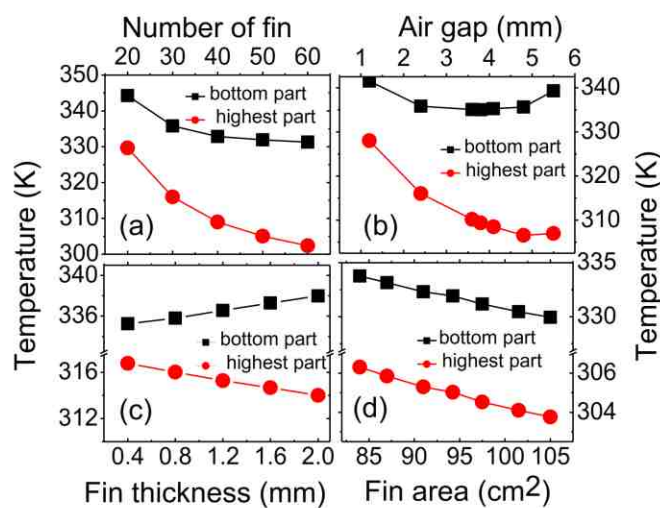 Number of fin
Air gap (mm)
20 30 40 50 60
1 2 3 4 5 6
350
340
330
320
310
300
bottom part
highest part
(a)
340
335
310
bottom part
highest part
(b)
Temperature (K)
Temperature (K)
340
336
316
314
bottom part
highest part
(c)
335
330
306
304
bottom part
highest part
(d)
0.4 0.8 1.2 1.6 2.0
85 90 95 100 105
Fin thickness (mm)
Fin area (cm2)